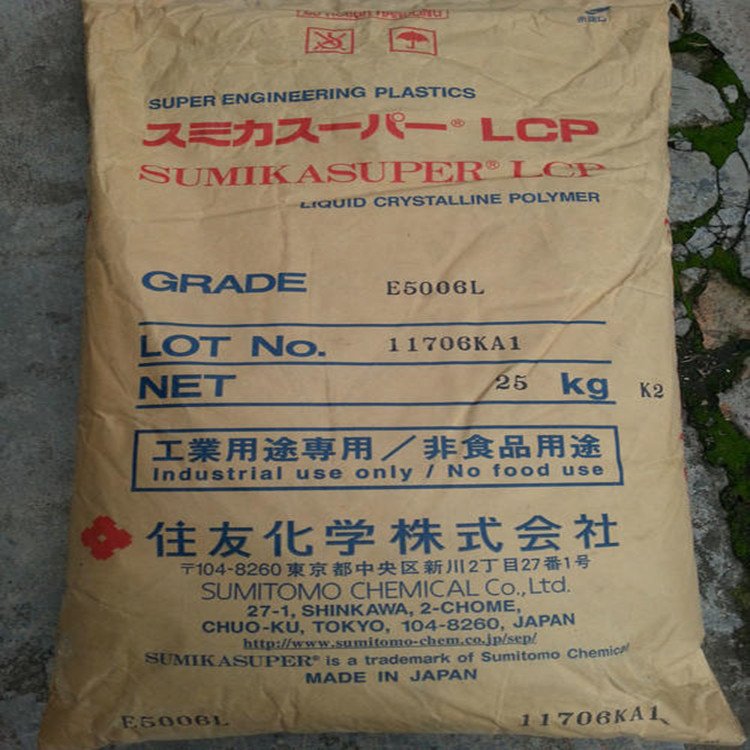 SUPER ENGINEERING PLASTICS
スミカスーパー® LCP
SUMIKASUPER® LCP
LIQUID CRYSTALLINE POLYMER
GRADE E5006L
LOT No. 11706KA1
NET 25 kg K2
工業用途専用／非食品用途
Industrial use only / No food use
住友化学株式会社
〒104-8260 東京都中央区新川2丁目27番1号
SUMITOMO CHEMICAL Co., Ltd.
27-1, SHINKAWA, 2-CHOME,
CHUO-KU, TOKYO, 104-8260, JAPAN
http://www.sumitomo-chem.co.jp/sep/
SUMIKASUPER® is a trademark of Sumitomo Chemical
MADE IN JAPAN
E5006L 11706KA1